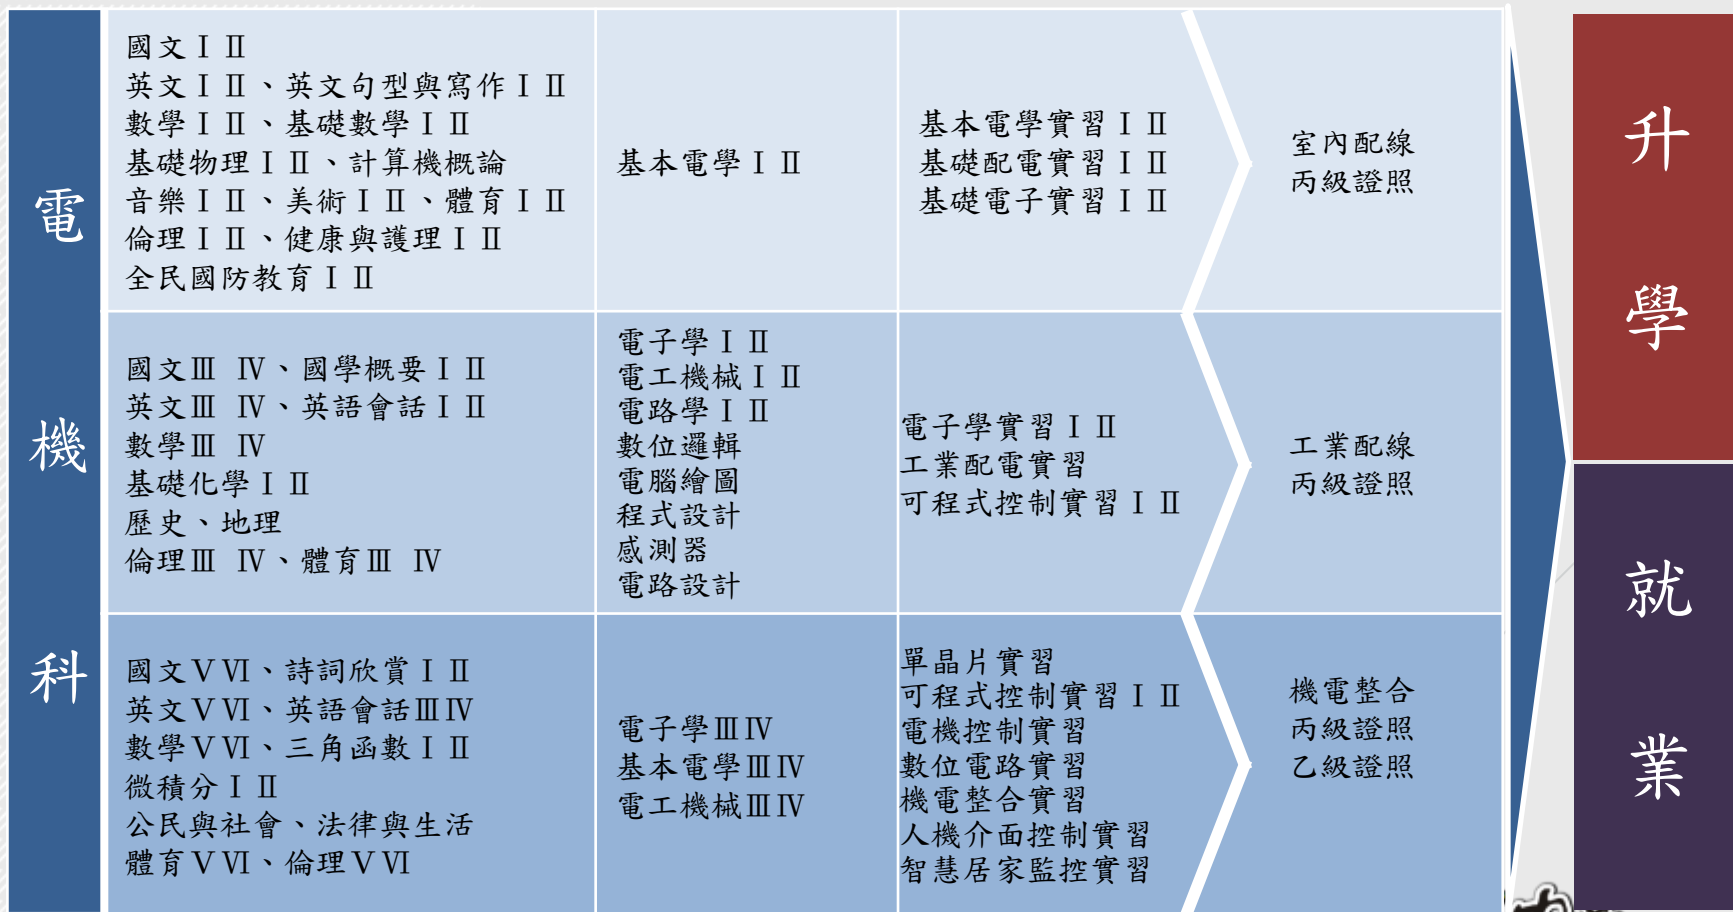 電機科
國文ⅠⅡ
英文ⅠⅡ、英文句型與寫作ⅠⅡ
數學ⅠⅡ、基礎數學ⅠⅡ
基礎物理ⅠⅡ、計算機概論
音樂ⅠⅡ、美術ⅠⅡ、體育ⅠⅡ
倫理ⅠⅡ、健康與護理ⅠⅡ
全民國防教育ⅠⅡ
基本電學ⅠⅡ
基本電學實習ⅠⅡ
基礎配電實習ⅠⅡ
基礎電子實習ⅠⅡ
室內配線
丙級證照
國文Ⅲ Ⅳ、國學概要ⅠⅡ
英文Ⅲ Ⅳ、英語會話ⅠⅡ
數學Ⅲ Ⅳ
基礎化學ⅠⅡ
歷史、地理
倫理Ⅲ Ⅳ、體育Ⅲ Ⅳ
電子學ⅠⅡ
電工機械ⅠⅡ
電路學ⅠⅡ
數位邏輯
電腦繪圖
程式設計
感測器
電路設計
電子學實習ⅠⅡ
工業配電實習
可程式控制實習ⅠⅡ
工業配線
丙級證照
國文ⅤⅥ、詩詞欣賞ⅠⅡ
英文ⅤⅥ、英語會話ⅢⅣ
數學ⅤⅥ、三角函數ⅠⅡ
微積分ⅠⅡ
公民與社會、法律與生活
體育ⅤⅥ、倫理ⅤⅥ
電子學ⅢⅣ
基本電學ⅢⅣ
電工機械ⅢⅣ
單晶片實習
可程式控制實習ⅠⅡ
電機控制實習
數位電路實習
機電整合實習
人機介面控制實習
智慧居家監控實習
機電整合
丙級證照
乙級證照
升學
就業